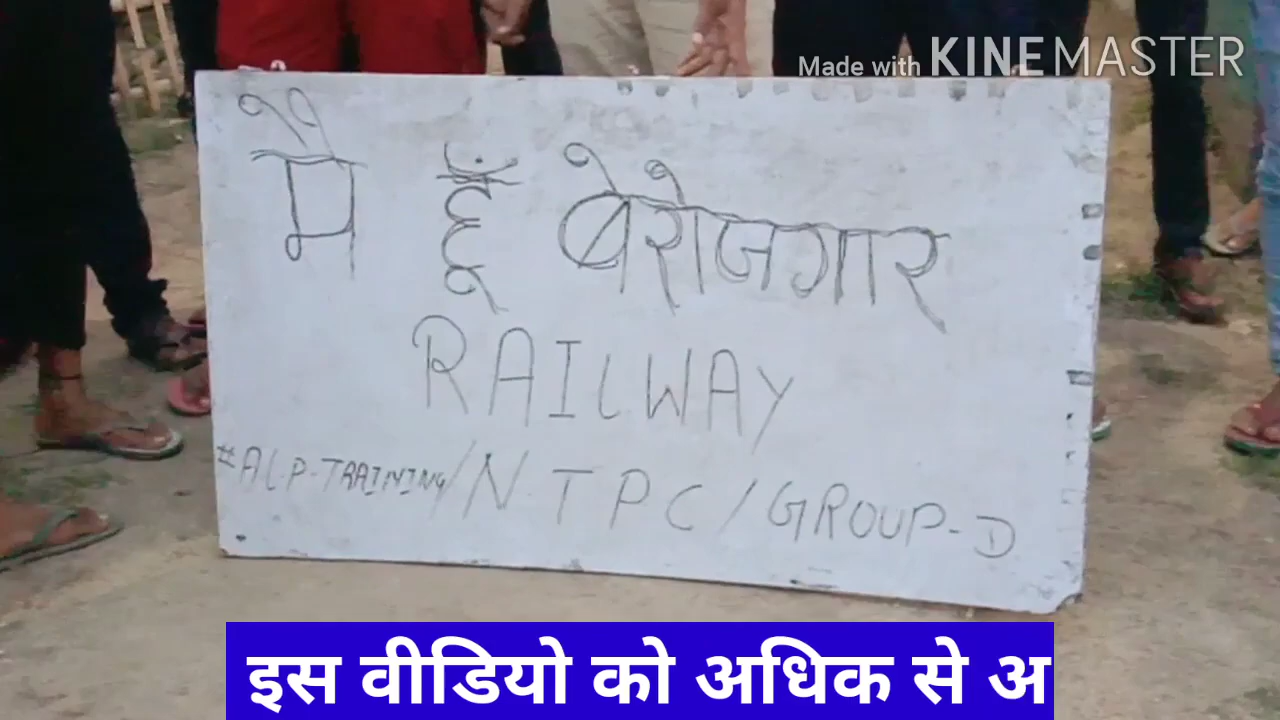 Made with KINEMASTER
मै हूँ बेरोजगार
RAILWAY
#ALP-TRAINING/NTPC/GROUP-D
इस वीडियो को अधिक से अ